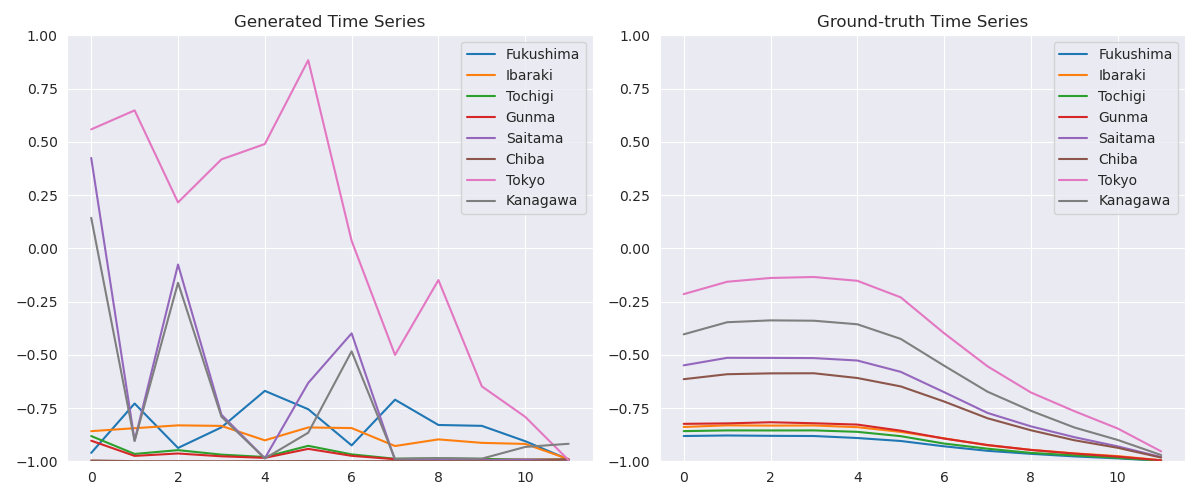 Generated Time Series
1.00
0.75
0.50
0.25
0.00
−0.25
−0.50
−0.75
−1.00
0 2 4 6 8 10
Fukushima
Ibaraki
Tochigi
Gunma
Saitama
Chiba
Tokyo
Kanagawa
Ground-truth Time Series
1.00
0.75
0.50
0.25
0.00
−0.25
−0.50
−0.75
−1.00
0 2 4 6 8 10
Fukushima
Ibaraki
Tochigi
Gunma
Saitama
Chiba
Tokyo
Kanagawa